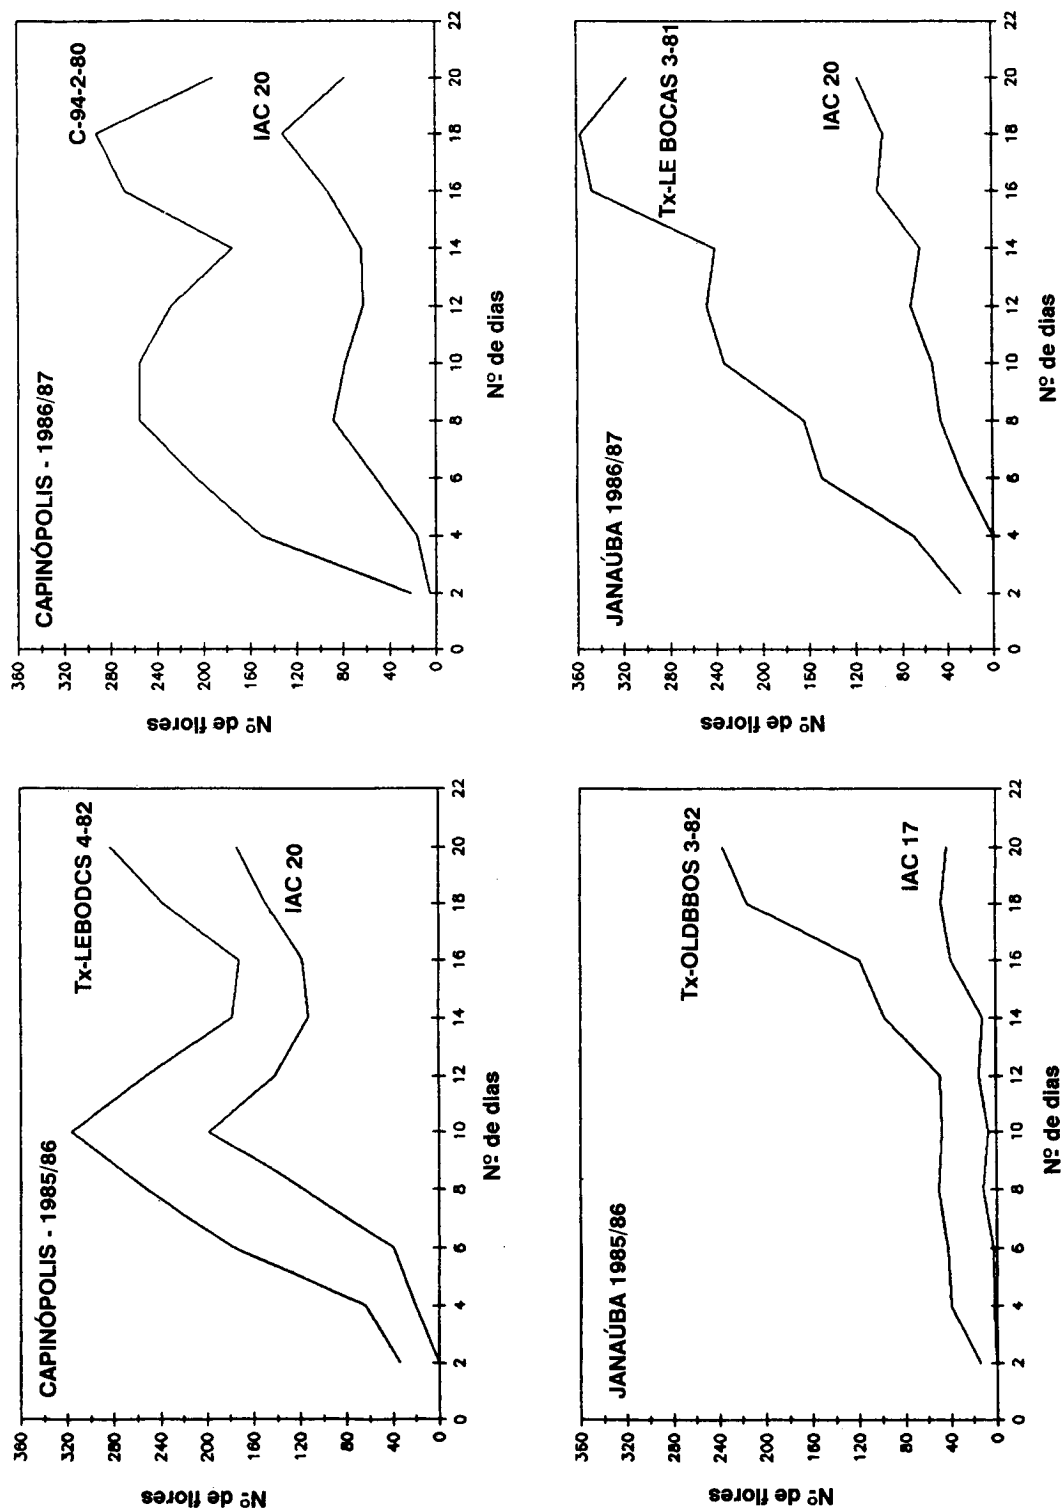 CAPINÓPOLIS - 1985/86
Tx-LEBODCS 4-82
IAC 20
Nº de flores
360
320
280
240
200
160
120
80
40
0
0 2 4 6 8 10 12 14 16 18 20 22
Nº de dias
CAPINÓPOLIS - 1986/87
C-94-2-80
IAC 20
Nº de flores
360
320
280
240
200
160
120
80
40
0
0 2 4 6 8 10 12 14 16 18 20 22
Nº de dias
JANAÚBA 1985/86
Tx-OLDBBOS 3-82
IAC 17
Nº de flores
360
320
280
240
200
160
120
80
40
0
0 2 4 6 8 10 12 14 16 18 20 22
Nº de dias
JANAÚBA 1986/87
Tx-LE BOCAS 3-81
IAC 20
Nº de flores
360
320
280
240
200
160
120
80
40
0
0 2 4 6 8 10 12 14 16 18 20 22
Nº de dias